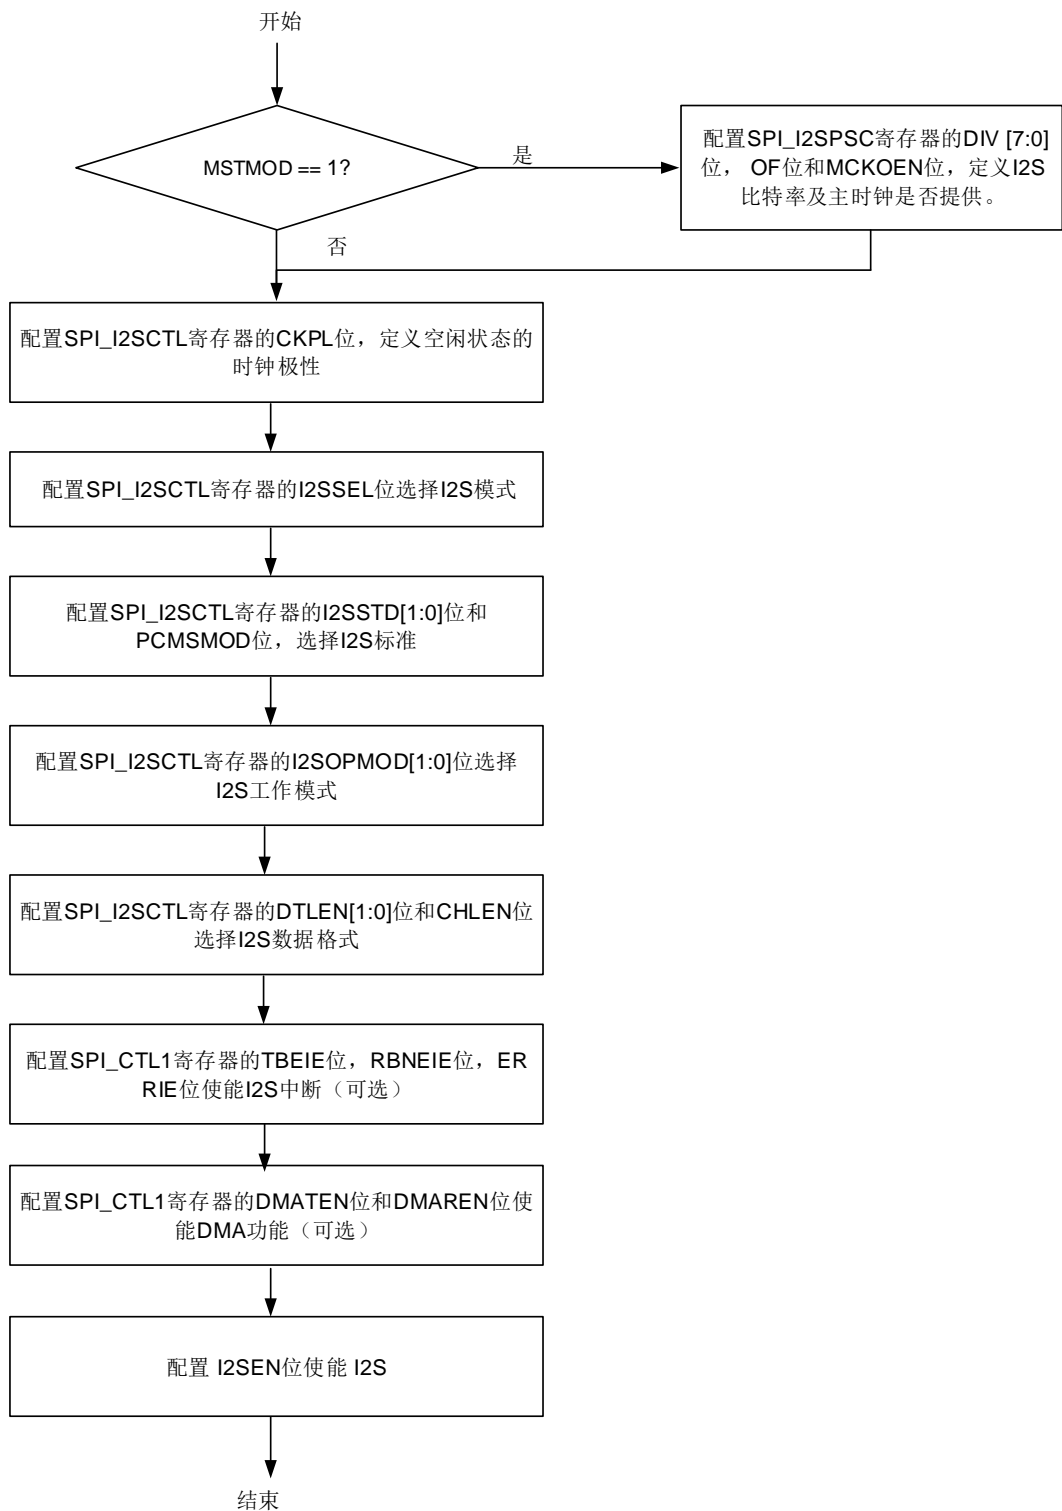 开始
MSTMOD == 1?
是
配置SPI_I2SPSC寄存器的DIV [7:0]
位， OF位和MCKOEN位，定义I2S
比特率及主时钟是否提供。
否
配置SPI_I2SCTL寄存器的CKPL位，定义空闲状态的
时钟极性
配置SPI_I2SCTL寄存器的I2SSEL位选择I2S模式
配置SPI_I2SCTL寄存器的I2SSTD[1:0]位和
PCMSMOD位，选择I2S标准
配置SPI_I2SCTL寄存器的I2SOPMOD[1:0]位选择
I2S工作模式
配置SPI_I2SCTL寄存器的DTLEN[1:0]位和CHLEN位
选择I2S数据格式
配置SPI_CTL1寄存器的TBEIE位，RBNEIE位，ER
RIE位使能I2S中断（可选）
配置SPI_CTL1寄存器的DMATEN位和DMAREN位使
能DMA功能（可选）
配置 I2SEN位使能 I2S
结束